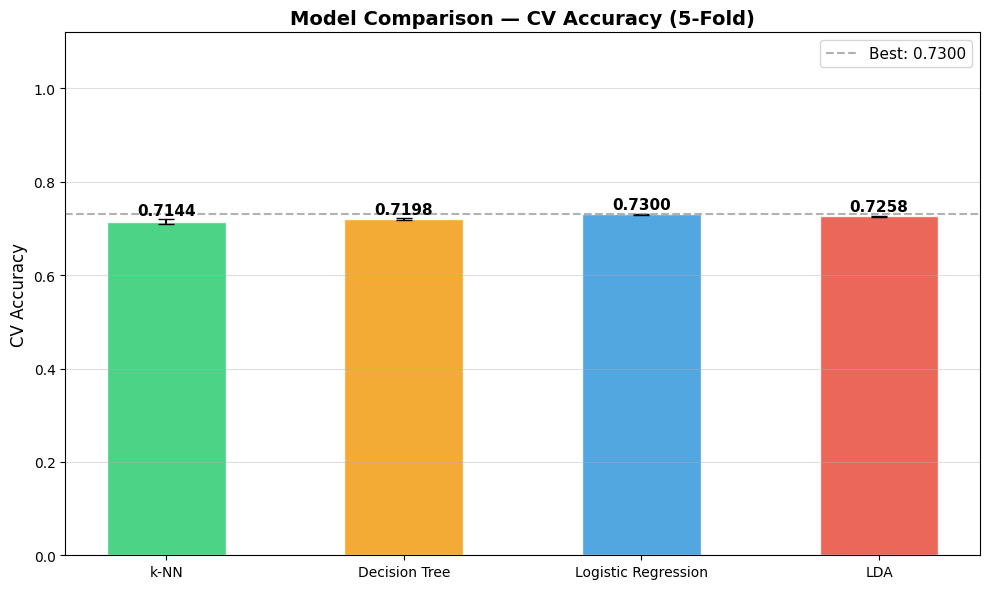 Model Comparison — CV Accuracy (5-Fold)
Best: 0.7300
CV Accuracy
1.0
0.8
0.6
0.4
0.2
0.0
0.7144
0.7198
0.7300
0.7258
k-NN
Decision Tree
Logistic Regression
LDA